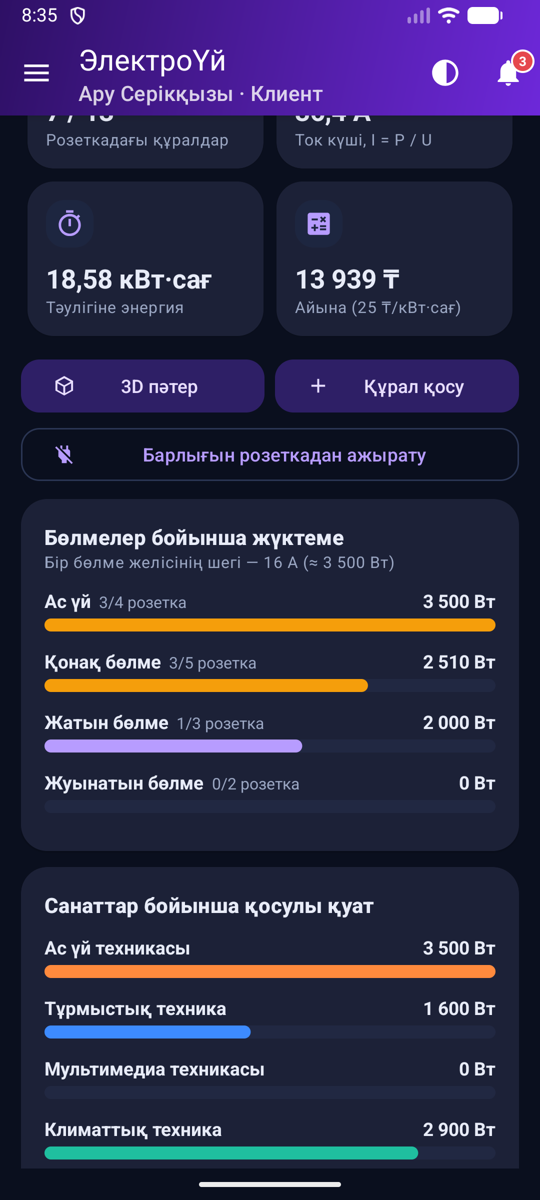 8:35
ЭлектроҮй
3
Ару Серікқызы · Клиент
Розеткадағы құралдар
Ток күші, I = P / U
18,58 кВт·сағ
Тәулігіне энергия
13 939 ₸
Айына (25 ₸/кВт·сағ)
3D пәтер
Құрал қосу
Барлығын розеткадан ажырату
Бөлмелер бойынша жүктеме
Бір бөлме желісінің шегі — 16 А (≈ 3 500 Вт)
Ас үй 3/4 розетка 3 500 Вт
Қонақ бөлме 3/5 розетка 2 510 Вт
Жатын бөлме 1/3 розетка 2 000 Вт
Жуынатын бөлме 0/2 розетка 0 Вт
Санаттар бойынша қосулы қуат
Ас үй техникасы 3 500 Вт
Тұрмыстық техника 1 600 Вт
Мультимедиа техникасы 0 Вт
Климаттық техника 2 900 Вт